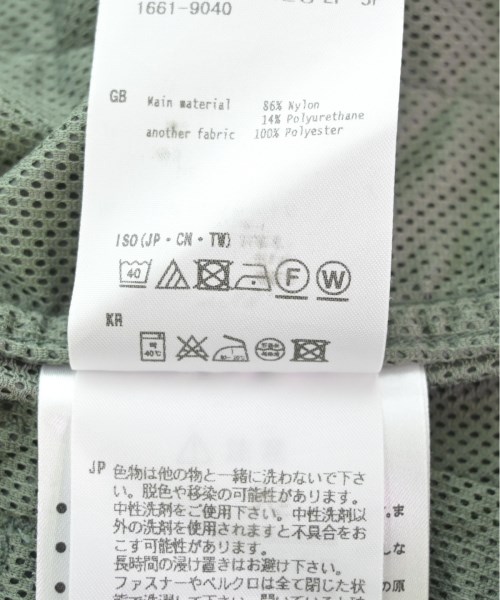 1661-9040
GB
Main material 86% Nylon
14% Polyurethane
another fabric 100% Polyester
ISO(JP・CN・TW)
40 F W
KR
40℃
JP 色物は他の物と一緒に洗わないで下さ
い。脱色や移染の可能性があります。
中性洗剤をご使用下さい。中性洗剤以
外の洗剤を使用されますと不具合をお
こす可能性があります。
長時間の浸け置きはお避け下さい。
ファスナーやベルクロは全て閉じた状